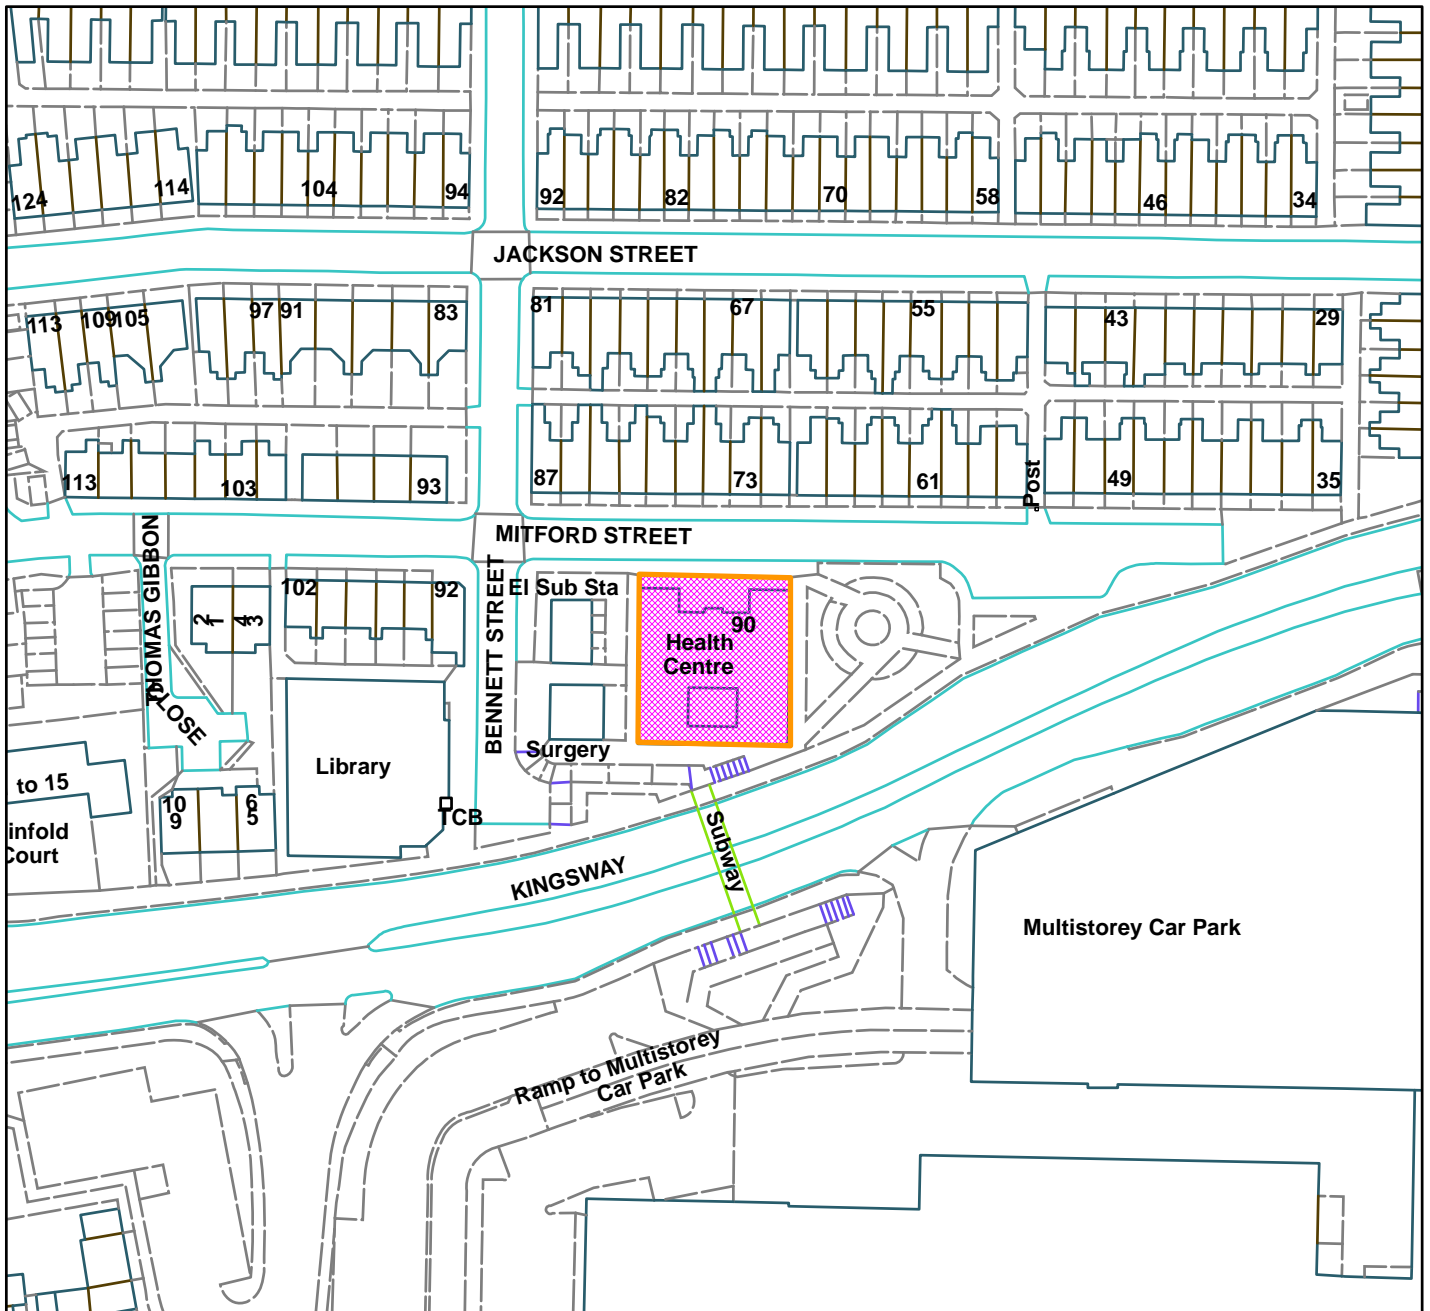 124
114
104
94
92
82
70
58
46
34
JACKSON STREET
113
109
105
97
91
83
81
67
55
43
29
113
103
93
87
73
61
Post
49
35
MITFORD STREET
THOMAS GIBBON
CLOSE
2
1
4
3
102
92
BENNETT STREET
El Sub Sta
90
Health
Centre
Surgery
Library
TCB
to 15
infold
Court
10
9
6
5
KINGSWAY
Subway
Multistorey Car Park
Ramp to Multistorey
Car Park